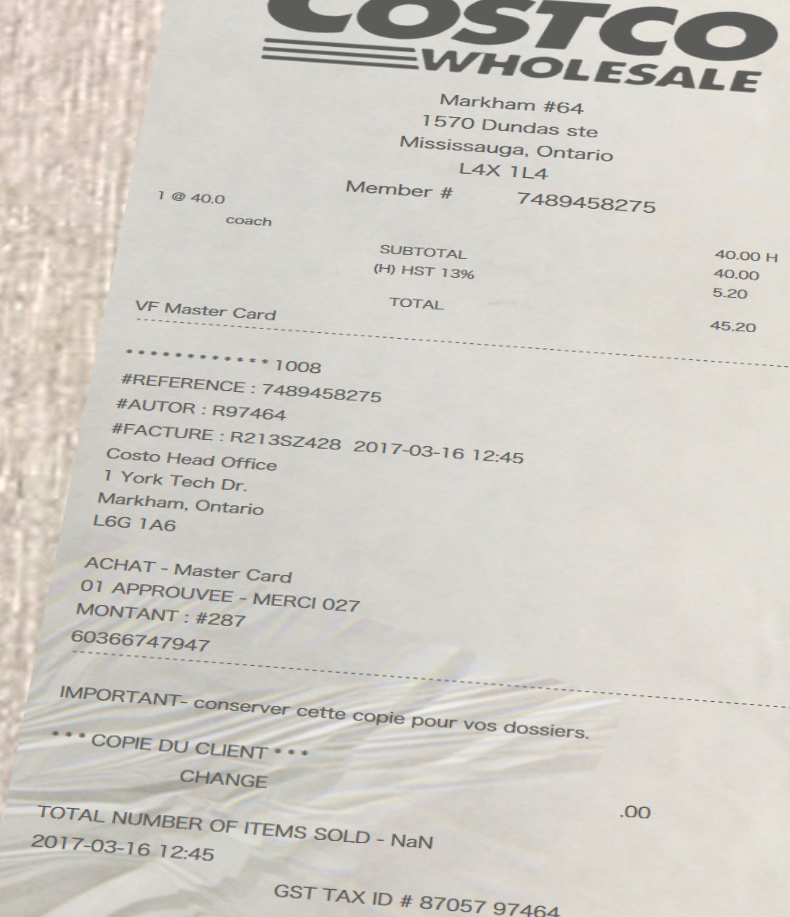 COSTCO
WHOLESALE
Markham #64
1570 Dundas ste
Mississauga, Ontario
L4X 1L4
Member # 7489458275
1 @ 40.0
coach 40.00 H
SUBTOTAL 40.00
(H) HST 13% 5.20
TOTAL 45.20
VF Master Card
************1008
#REFERENCE : 7489458275
#AUTOR : R97464
#FACTURE : R213SZ428 2017-03-16 12:45
Costo Head Office
1 York Tech Dr.
Markham, Ontario
L6G 1A6
ACHAT - Master Card
01 APPROUVEE - MERCI 027
MONTANT : #287
60366747947
IMPORTANT- conserver cette copie pour vos dossiers.
***COPIE DU CLIENT***
CHANGE .00
TOTAL NUMBER OF ITEMS SOLD - NaN
2017-03-16 12:45
GST TAX ID # 87057 97464